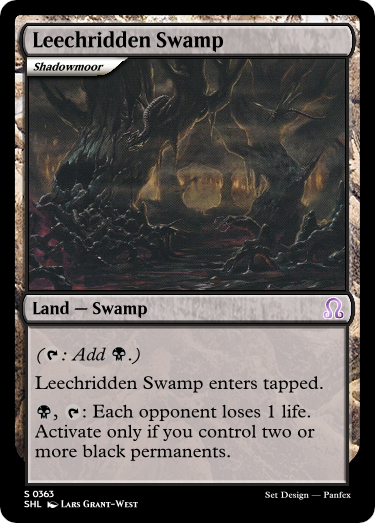 Leechridden Swamp
Shadowmoor
Land — Swamp
(: Add .)
Leechridden Swamp enters tapped.
, : Each opponent loses 1 life.
Activate only if you control two or
more black permanents.
S 0363
SHL Lars Grant-West
Set Design — Panfex